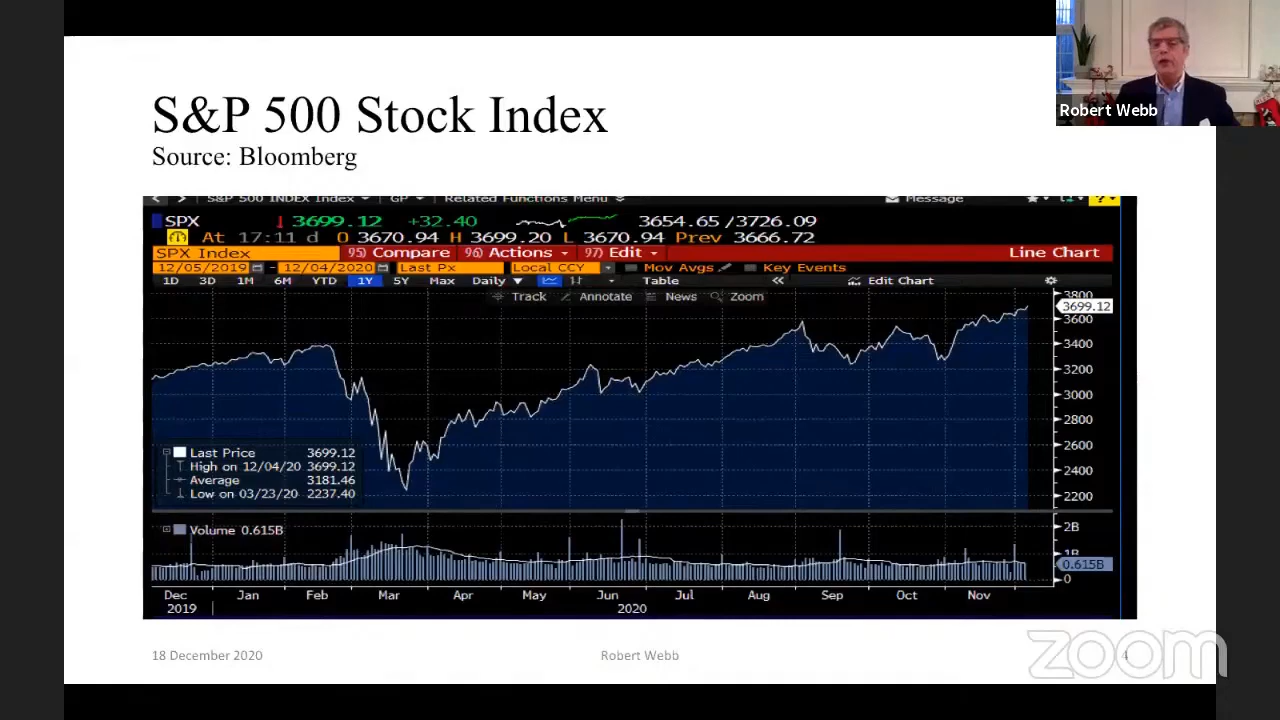 S&P 500 Stock Index
Source: Bloomberg
Robert Webb
S&P 500 INDEX Index GP Related Functions Menu Message
SPX 3699.12 +32.40 3654.65 /3726.09
At 17:11 d O 3670.94 H 3699.20 L 3670.94 Prev 3666.72
SPX Index 95) Compare 96) Actions 97) Edit Line Chart
12/05/2019 - 12/04/2020 Last Px Local CCY Mov Avgs Key Events
1D 3D 1M 6M YTD 1Y 5Y Max Daily Table Edit Chart
Track Annotate News Zoom
3800
3699.12
3600
3400
3200
3000
2800
2600
2400
2200
Last Price 3699.12
High on 12/04/20 3699.12
Average 3181.46
Low on 03/23/20 2237.40
Volume 0.615B
2B
1B
0.615B
0
Dec Jan Feb Mar Apr May Jun Jul Aug Sep Oct Nov
2019 2020
18 December 2020 Robert Webb 4
zoom